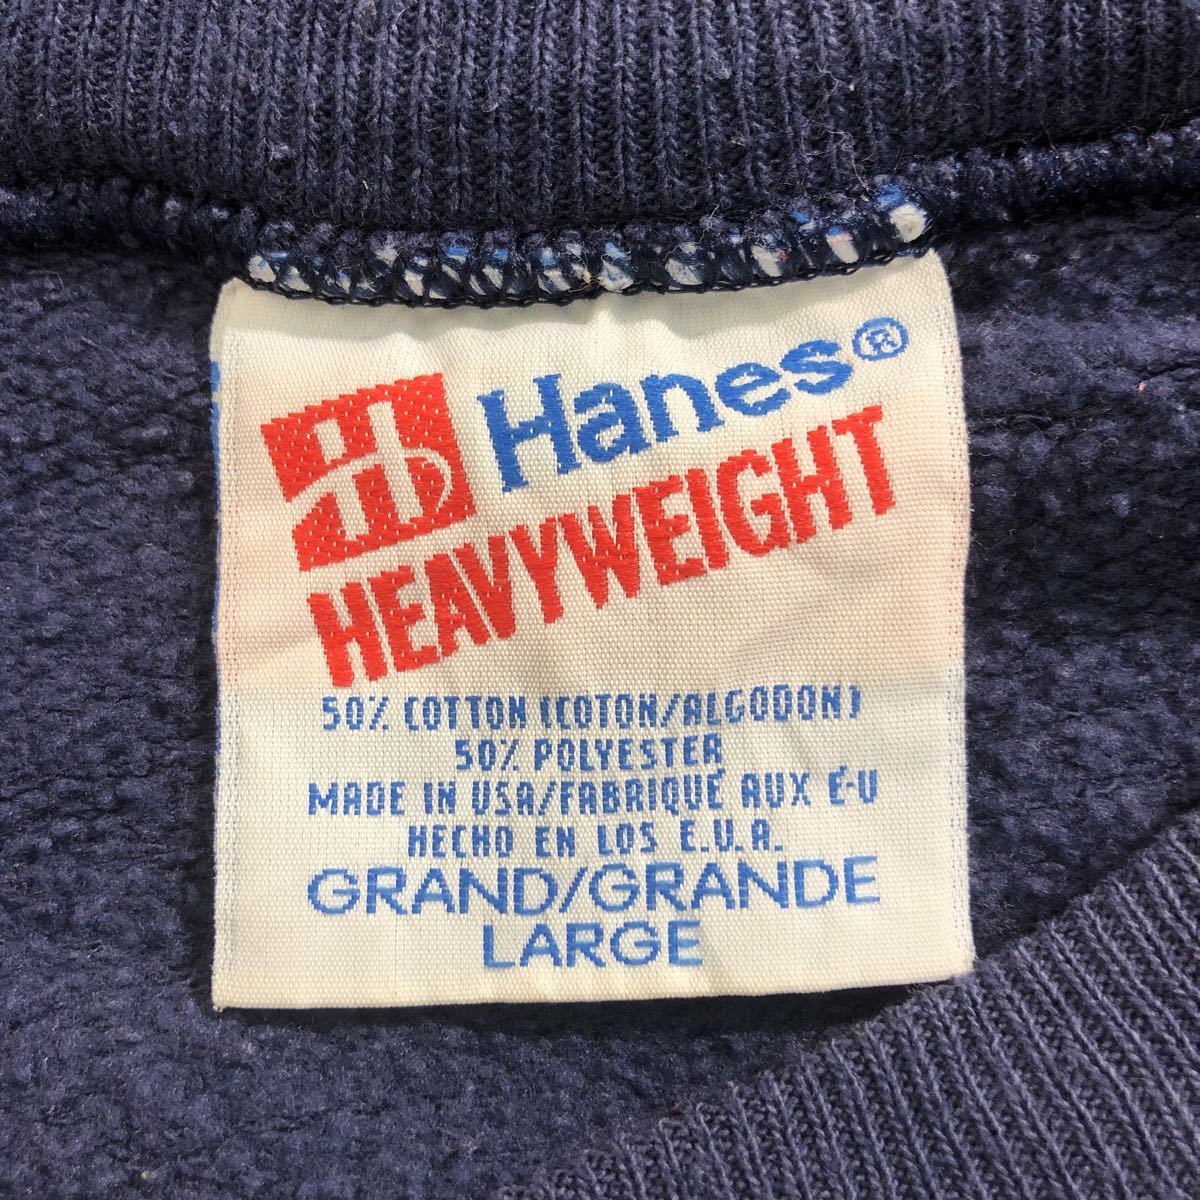 Hanes®
HEAVYWEIGHT
50% COTTON (COTON/ALGODON)
50% POLYESTER
MADE IN USA/FABRIQUÉ AUX É-U
HECHO EN LOS E.U.A.
GRAND/GRANDE
LARGE